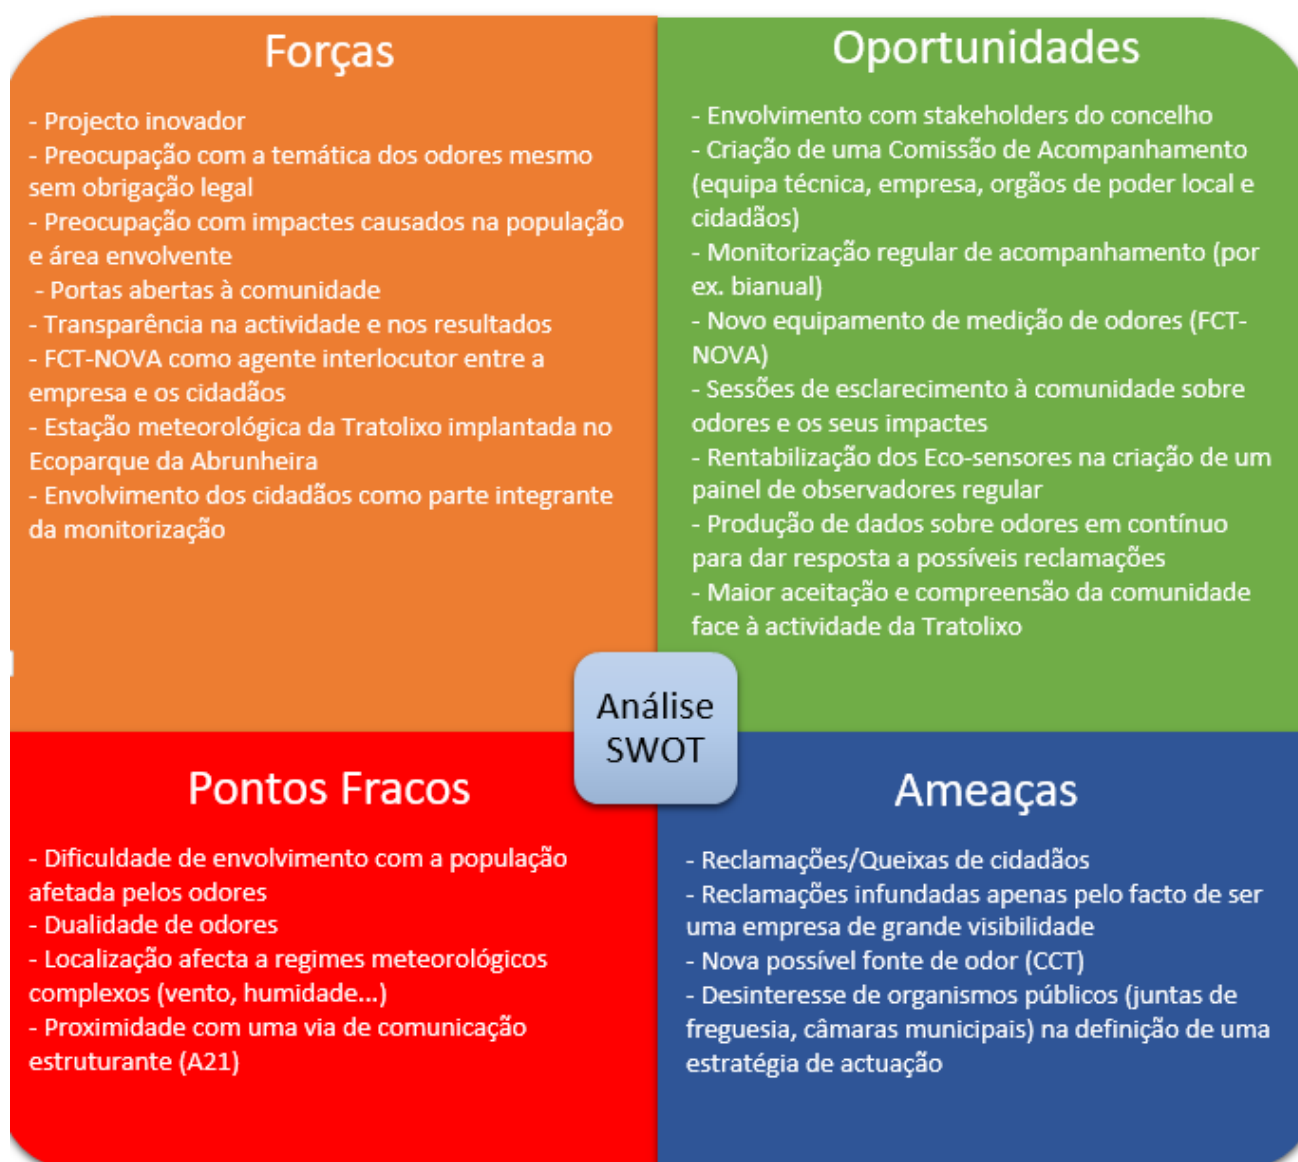 Forças
- Projecto inovador
- Preocupação com a temática dos odores mesmo
sem obrigação legal
- Preocupação com impactes causados na população
e área envolvente
- Portas abertas à comunidade
- Transparência na actividade e nos resultados
- FCT-NOVA como agente interlocutor entre a
empresa e os cidadãos
- Estação meteorológica da Tratolixo implantada no
Ecoparque da Abrunheira
- Envolvimento dos cidadãos como parte integrante
da monitorização
Oportunidades
- Envolvimento com stakeholders do concelho
- Criação de uma Comissão de Acompanhamento
(equipa técnica, empresa, orgãos de poder local e
cidadãos)
- Monitorização regular de acompanhamento (por
ex. bianual)
- Novo equipamento de medição de odores (FCT-
NOVA)
- Sessões de esclarecimento à comunidade sobre
odores e os seus impactes
- Rentabilização dos Eco-sensores na criação de um
painel de observadores regular
- Produção de dados sobre odores em contínuo
para dar resposta a possíveis reclamações
- Maior aceitação e compreensão da comunidade
face à actividade da Tratolixo
Análise
SWOT
Pontos Fracos
- Dificuldade de envolvimento com a população
afetada pelos odores
- Dualidade de odores
- Localização afecta a regimes meteorológicos
complexos (vento, humidade...)
- Proximidade com uma via de comunicação
estruturante (A21)
Ameaças
- Reclamações/Queixas de cidadãos
- Reclamações infundadas apenas pelo facto de ser
uma empresa de grande visibilidade
- Nova possível fonte de odor (CCT)
- Desinteresse de organismos públicos (juntas de
freguesia, câmaras municipais) na definição de uma
estratégia de actuação